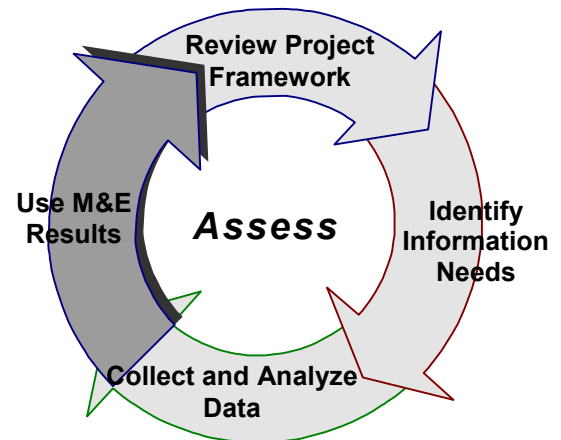 Review Project
Framework
Use M&E
Results
Assess
Identify
Information
Needs
Collect and Analyze
Data